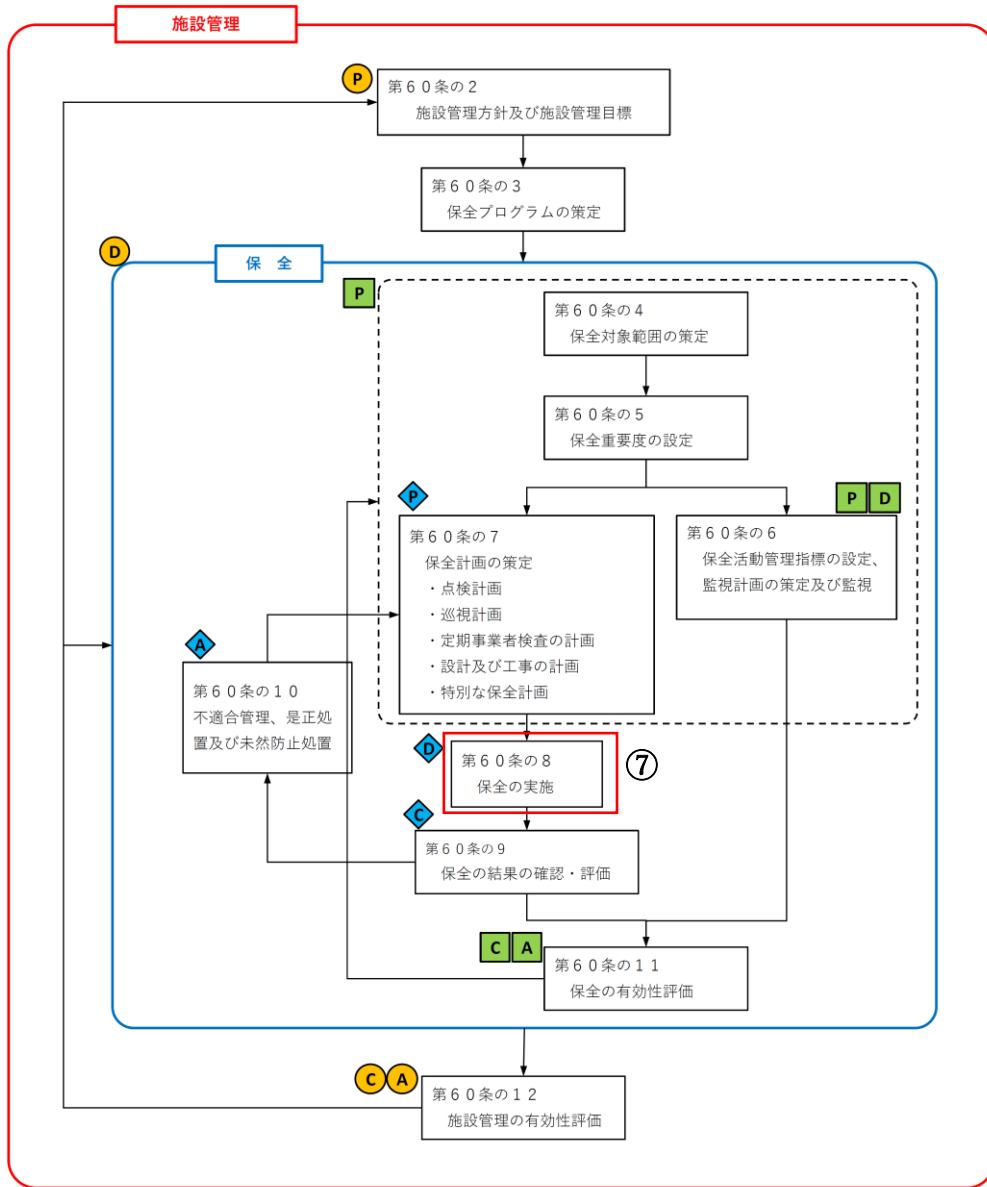 施設管理
P
第60条の2
施設管理方針及び施設管理目標
第60条の3
保全プログラムの策定
D
保 全
P
第60条の4
保全対象範囲の策定
第60条の5
保全重要度の設定
P
第60条の7
保全計画の策定
・点検計画
・巡視計画
・定期事業者検査の計画
・設計及び工事の計画
・特別な保全計画
P D
第60条の6
保全活動管理指標の設定、
監視計画の策定及び監視
A
第60条の10
不適合管理、是正処
置及び未然防止処置
D
第60条の8
保全の実施
⑦
C
第60条の9
保全の結果の確認・評価
C A
第60条の11
保全の有効性評価
C A
第60条の12
施設管理の有効性評価